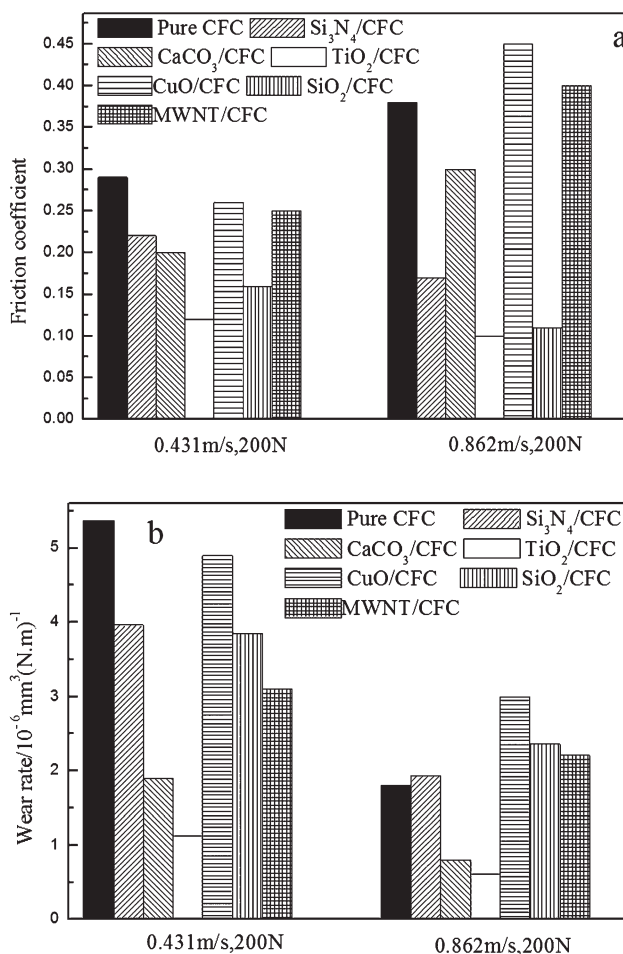 a
Pure CFC Si₃N₄/CFC
CaCO₃/CFC TiO₂/CFC
CuO/CFC SiO₂/CFC
MWNT/CFC
Friction coefficient
0.45
0.40
0.35
0.30
0.25
0.20
0.15
0.10
0.05
0.00
0.431m/s,200N 0.862m/s,200N
b
Pure CFC Si₃N₄/CFC
CaCO₃/CFC TiO₂/CFC
CuO/CFC SiO₂/CFC
MWNT/CFC
Wear rate/10⁻⁶mm³(N.m)⁻¹
5
4
3
2
1
0
0.431m/s,200N 0.862m/s,200N